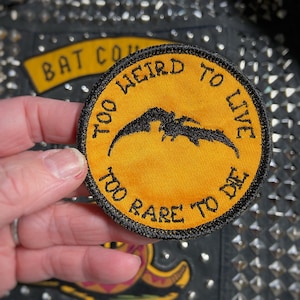 BAT COU
TOO WEIRD TO LIVE
TOO RARE TO DIE